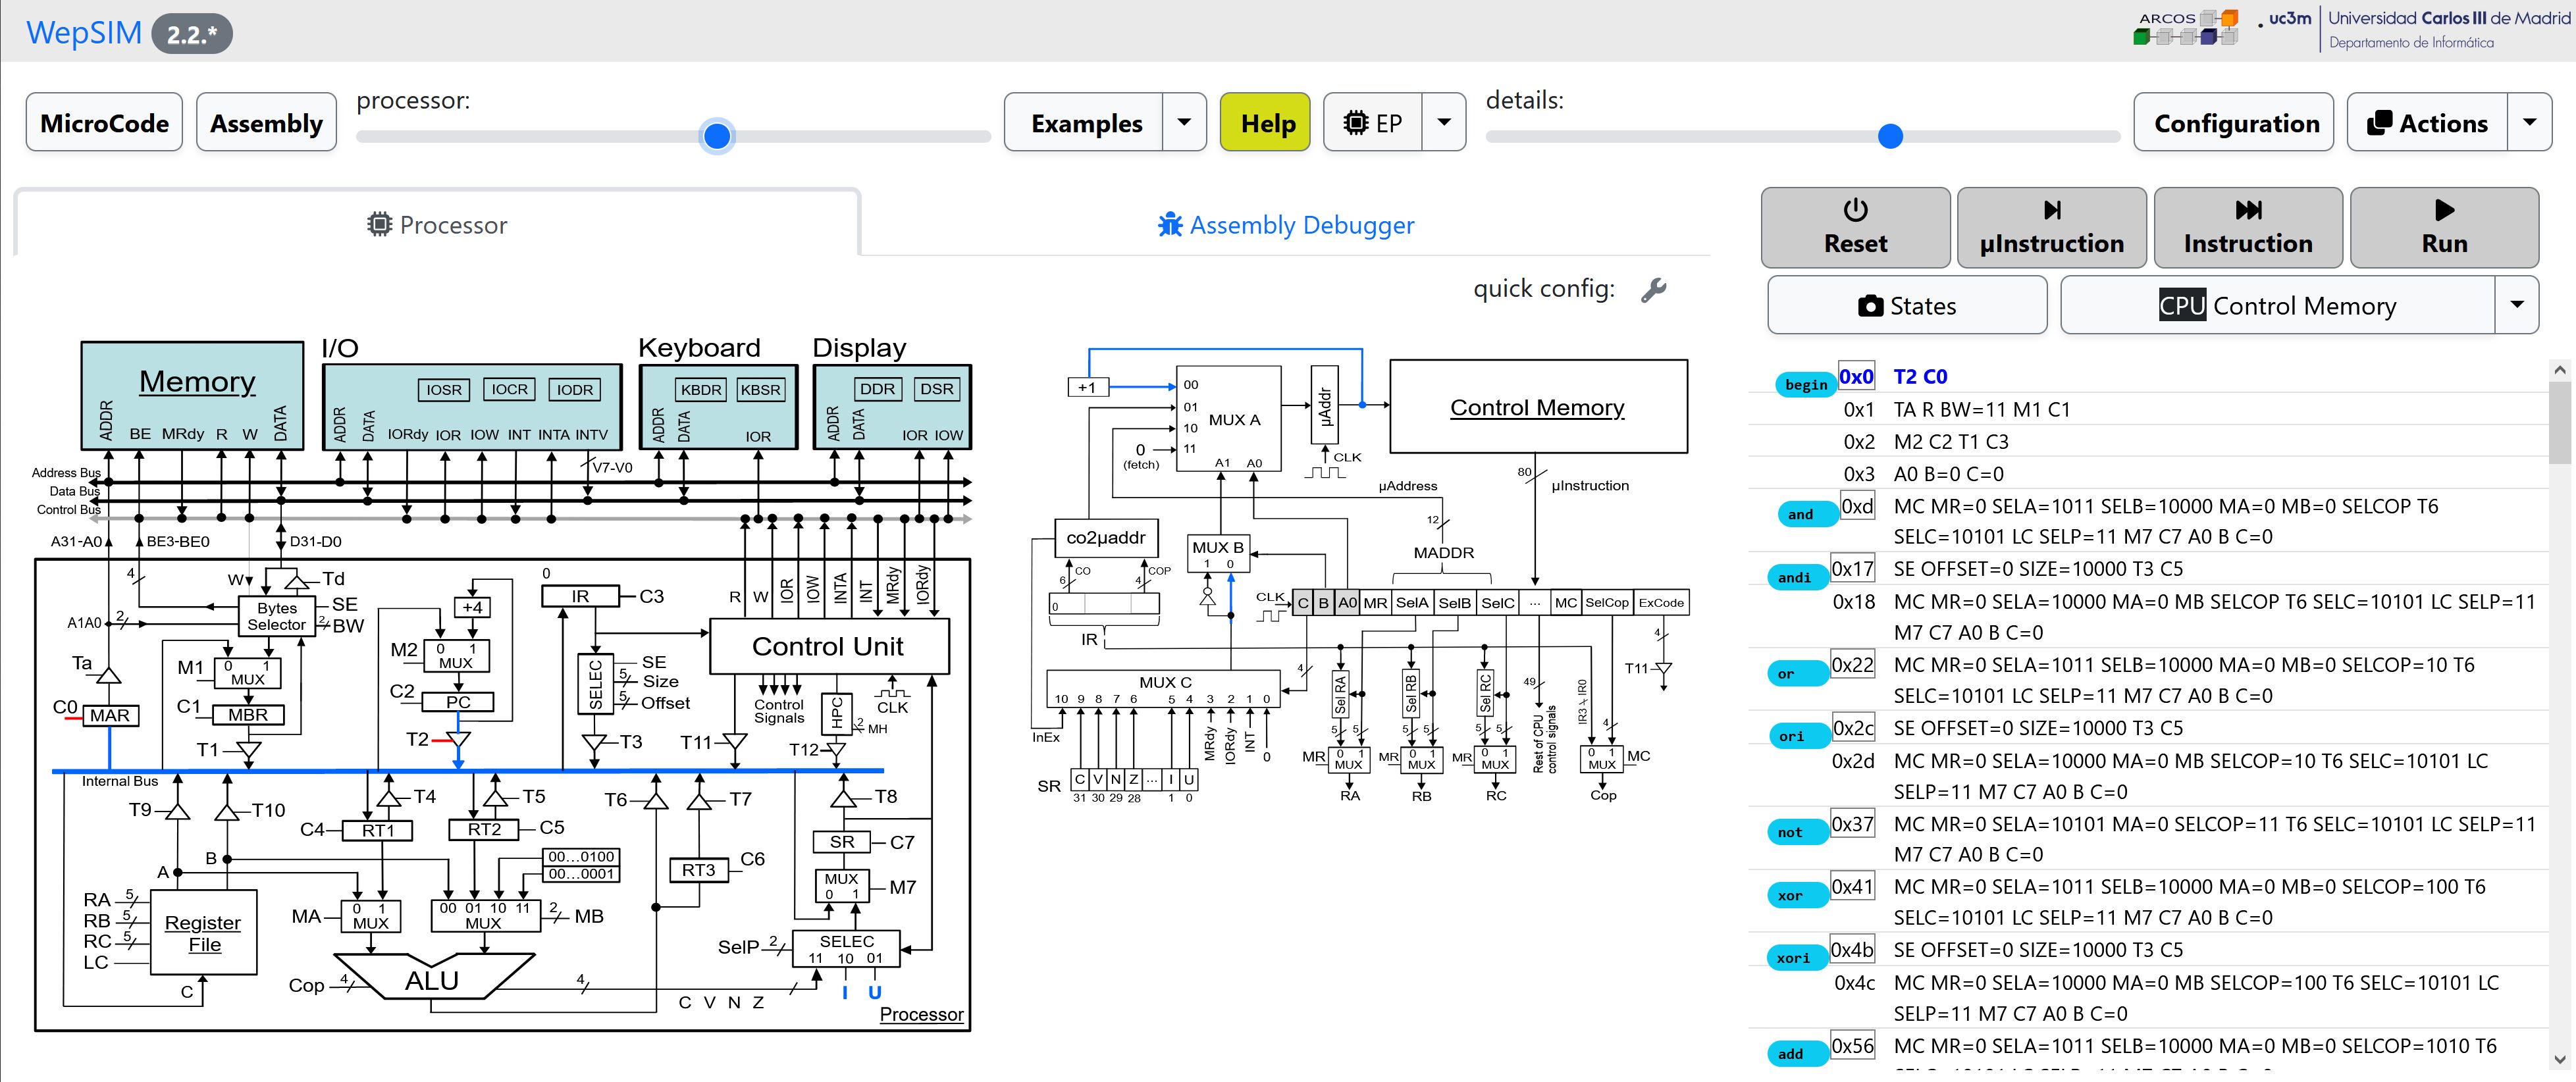 WepSIM 2.2.*
ARCOS
uc3m Universidad Carlos III de Madrid
Departamento de Informática
MicroCode Assembly processor: Examples Help EP details: Configuration Actions
Processor Assembly Debugger
Reset µInstruction Instruction Run
quick config:
States CPU Control Memory
Memory
ADDR BE MRdy R W DATA
I/O
IOSR IOCR IODR
ADDR DATA IORdy IOR IOW INT INTA INTV
Keyboard
KBDR KBSR
ADDR DATA IOR
Display
DDR DSR
ADDR DATA IOR IOW
V7-V0
Address Bus
Data Bus
Control Bus
A31-A0 BE3-BE0 D31-D0
4 W Td
Bytes
Selector
SE
2 BW
A1A0 2
Ta
M1 0 1
MUX
C0 MAR
C1 MBR
T1
+4
M2 0 1
MUX
C2 PC
T2
0
IR C3
SELEC
SE
5 Size
5 Offset
T3
R W IOR IOW INTA INT MRdy IORdy
Control Unit
Control
Signals
HPC 2 MH
CLK
T11 T12
Internal Bus
T9 T10 T4 T5 T6 T7 T8
C4 RT1 RT2 C5
00...0100
00...0001
RT3 C6
SR C7
MUX
0 1
M7
A B
RA 5
RB 5
RC 5
LC
Register
File
C
MA 0 1
MUX
00 01 10 11
MUX
2 MB
ALU
Cop 4
4
C V N Z
SelP 2
SELEC
11 10 01
I U
Processor
+1
00
01
10
11
MUX A
A1 A0
0
(fetch)
µAddr
CLK
Control Memory
80
µInstruction
µAddress
12
MADDR
co2µaddr
6 CO
4 COP
0
IR
MUX B
1 0
CLK
C B A0 MR SelA SelB SelC ... MC SelCop ExCode
4
MUX C
10 9 8 7 6 5 4 3 2 1 0
InEx
MRdy IORdy INT 0
SR
C V N Z ... I U
31 30 29 28 1 0
Sel RA
5 5
MR 0 1
MUX
RA
Sel RB
5 5
MR 0 1
MUX
RB
Sel RC
5 5
MR 0 1
MUX
RC
49
Rest of CPU
control signals
IR3 IR0
4
0 1
MUX
MC
Cop
4
T11
begin 0x0 T2 C0
0x1 TA R BW=11 M1 C1
0x2 M2 C2 T1 C3
0x3 A0 B=0 C=0
and 0xd MC MR=0 SELA=1011 SELB=10000 MA=0 MB=0 SELCOP T6
SELC=10101 LC SELP=11 M7 C7 A0 B C=0
andi 0x17 SE OFFSET=0 SIZE=10000 T3 C5
0x18 MC MR=0 SELA=10000 MA=0 MB SELCOP T6 SELC=10101 LC SELP=11
M7 C7 A0 B C=0
or 0x22 MC MR=0 SELA=1011 SELB=10000 MA=0 MB=0 SELCOP=10 T6
SELC=10101 LC SELP=11 M7 C7 A0 B C=0
ori 0x2c SE OFFSET=0 SIZE=10000 T3 C5
0x2d MC MR=0 SELA=10000 MA=0 MB SELCOP=10 T6 SELC=10101 LC
SELP=11 M7 C7 A0 B C=0
not 0x37 MC MR=0 SELA=10101 MA=0 SELCOP=11 T6 SELC=10101 LC SELP=11
M7 C7 A0 B C=0
xor 0x41 MC MR=0 SELA=1011 SELB=10000 MA=0 MB=0 SELCOP=100 T6
SELC=10101 LC SELP=11 M7 C7 A0 B C=0
xori 0x4b SE OFFSET=0 SIZE=10000 T3 C5
0x4c MC MR=0 SELA=10000 MA=0 MB SELCOP=100 T6 SELC=10101 LC
SELP=11 M7 C7 A0 B C=0
add 0x56 MC MR=0 SELA=1011 SELB=10000 MA=0 MB=0 SELCOP=1010 T6